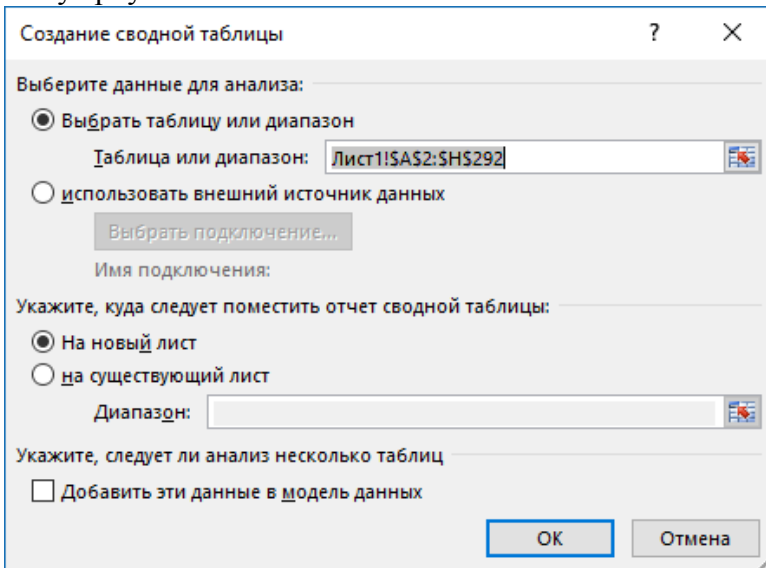 Создание сводной таблицы ?
Выберите данные для анализа:
Выбрать таблицу или диапазон
Таблица или диапазон: Лист1!$A$2:$H$292
использовать внешний источник данных
Выбрать подключение...
Имя подключения:
Укажите, куда следует поместить отчет сводной таблицы:
На новый лист
на существующий лист
Диапазон:
Укажите, следует ли анализ несколько таблиц
Добавить эти данные в модель данных
ОК Отмена